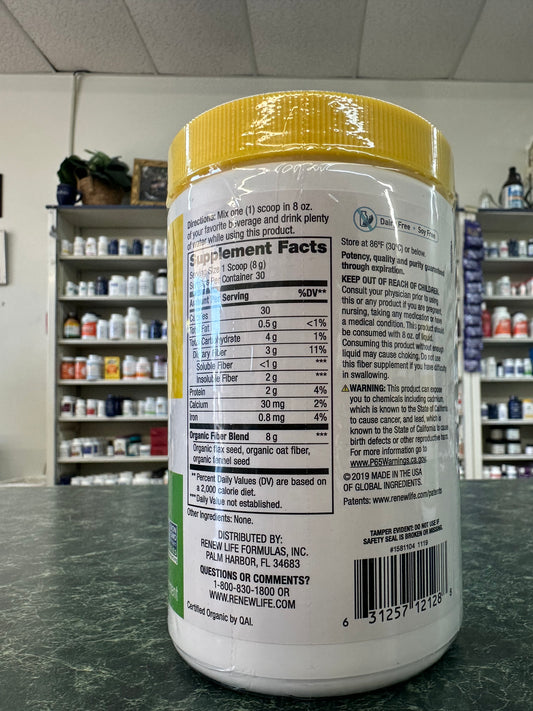 Directions: Mix one (1) scoop in 8 oz.
of your favorite beverage and drink plenty
of water while using this product.
Supplement Facts
Serving Size 1 Scoop (8 g)
Servings Per Container 30
Amount Per Serving %DV**
Calories 30
Total Fat 0.5 g <1%
Total Carbohydrate 4 g 1%
Dietary Fiber 3 g 11%
Soluble Fiber <1 g ***
Insoluble Fiber 2 g ***
Protein 2 g 4%
Calcium 30 mg 2%
Iron 0.8 mg 4%
Organic Fiber Blend 8 g ***
Organic flax seed, organic oat fiber,
organic fennel seed
** Percent Daily Values (DV) are based on
a 2,000 calorie diet.
*** Daily Value not established.
Other Ingredients: None.
DISTRIBUTED BY:
RENEW LIFE FORMULAS, INC.
PALM HARBOR, FL 34683
QUESTIONS OR COMMENTS?
1-800-830-1800 OR
WWW.RENEWLIFE.COM
Certified Organic by QAI.
Dairy Free • Soy Free
Store at 86°F (30°C) or below.
Potency, quality and purity guaranteed
through expiration.
KEEP OUT OF REACH OF CHILDREN.
Consult your physician prior to using
this or any product if you are pregnant,
nursing, taking any medication or have
a medical condition. This product should
be consumed with 8 oz. of liquid.
Consuming this product without enough
liquid may cause choking. Do not use
this fiber supplement if you have difficulty
in swallowing.
WARNING: This product can expose
you to chemicals including cadmium,
which is known to the State of California
to cause cancer, and lead, which is
known to the State of California to cause
birth defects or other reproductive harm.
For more information go to
www.P65Warnings.ca.gov.
©2019 MADE IN THE USA
OF GLOBAL INGREDIENTS.
Patents: www.renewlife.com/patents
TAMPER EVIDENT: DO NOT USE IF
SAFETY SEAL IS BROKEN OR MISSING.
#1581104 1119
6 31257 12128 8